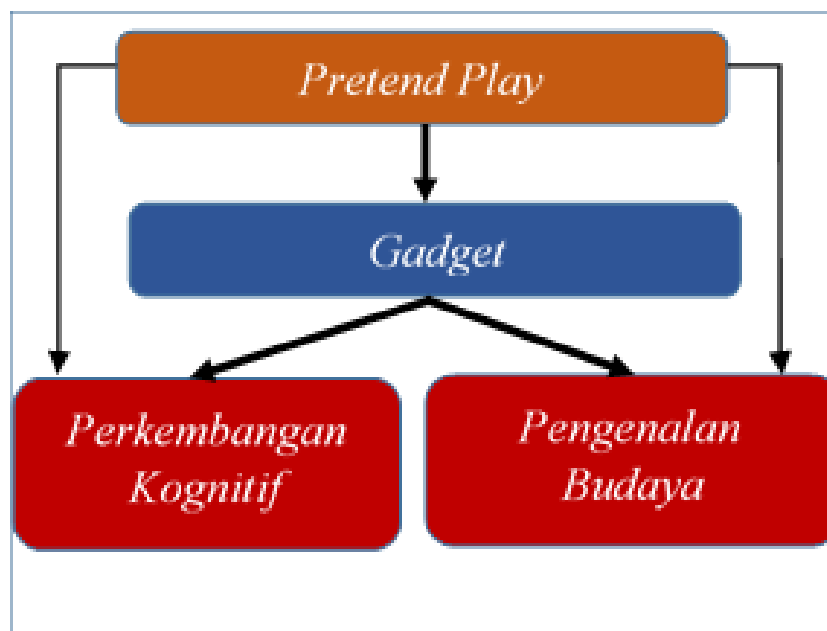 Pretend Play
Gadget
Perkembangan
Kognitif
Pengenalan
Budaya